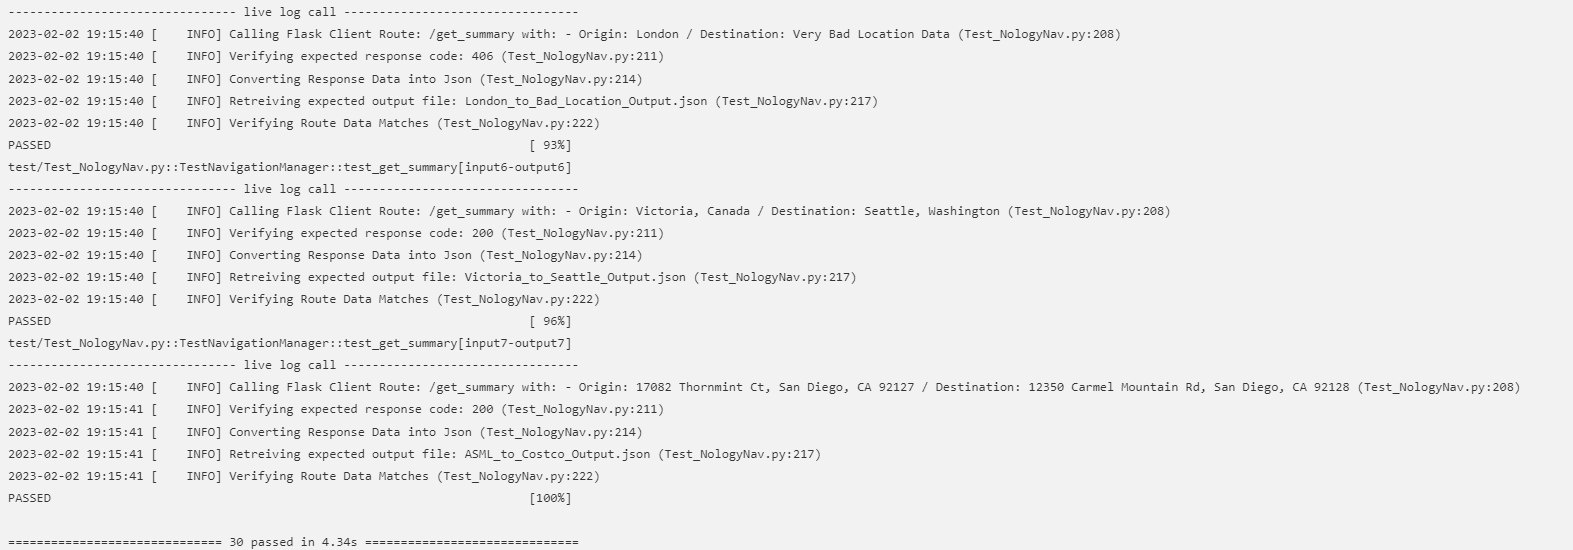 -------------------------------- live log call ---------------------------------
2023-02-02 19:15:40 [    INFO] Calling Flask Client Route: /get_summary with: - Origin: London / Destination: Very Bad Location Data (Test_NologyNav.py:208)
2023-02-02 19:15:40 [    INFO] Verifying expected response code: 406 (Test_NologyNav.py:211)
2023-02-02 19:15:40 [    INFO] Converting Response Data into Json (Test_NologyNav.py:214)
2023-02-02 19:15:40 [    INFO] Retreiving expected output file: London_to_Bad_Location_Output.json (Test_NologyNav.py:217)
2023-02-02 19:15:40 [    INFO] Verifying Route Data Matches (Test_NologyNav.py:222)
PASSED                                                                   [ 93%]
test/Test_NologyNav.py::TestNavigationManager::test_get_summary[input6-output6]
-------------------------------- live log call ---------------------------------
2023-02-02 19:15:40 [    INFO] Calling Flask Client Route: /get_summary with: - Origin: Victoria, Canada / Destination: Seattle, Washington (Test_NologyNav.py:208)
2023-02-02 19:15:40 [    INFO] Verifying expected response code: 200 (Test_NologyNav.py:211)
2023-02-02 19:15:40 [    INFO] Converting Response Data into Json (Test_NologyNav.py:214)
2023-02-02 19:15:40 [    INFO] Retreiving expected output file: Victoria_to_Seattle_Output.json (Test_NologyNav.py:217)
2023-02-02 19:15:40 [    INFO] Verifying Route Data Matches (Test_NologyNav.py:222)
PASSED                                                                   [ 96%]
test/Test_NologyNav.py::TestNavigationManager::test_get_summary[input7-output7]
-------------------------------- live log call ---------------------------------
2023-02-02 19:15:40 [    INFO] Calling Flask Client Route: /get_summary with: - Origin: 17082 Thornmint Ct, San Diego, CA 92127 / Destination: 12350 Carmel Mountain Rd, San Diego, CA 92128 (Test_NologyNav.py:208)
2023-02-02 19:15:41 [    INFO] Verifying expected response code: 200 (Test_NologyNav.py:211)
2023-02-02 19:15:41 [    INFO] Converting Response Data into Json (Test_NologyNav.py:214)
2023-02-02 19:15:41 [    INFO] Retreiving expected output file: ASML_to_Costco_Output.json (Test_NologyNav.py:217)
2023-02-02 19:15:41 [    INFO] Verifying Route Data Matches (Test_NologyNav.py:222)
PASSED                                                                   [100%]
============================== 30 passed in 4.34s ==============================